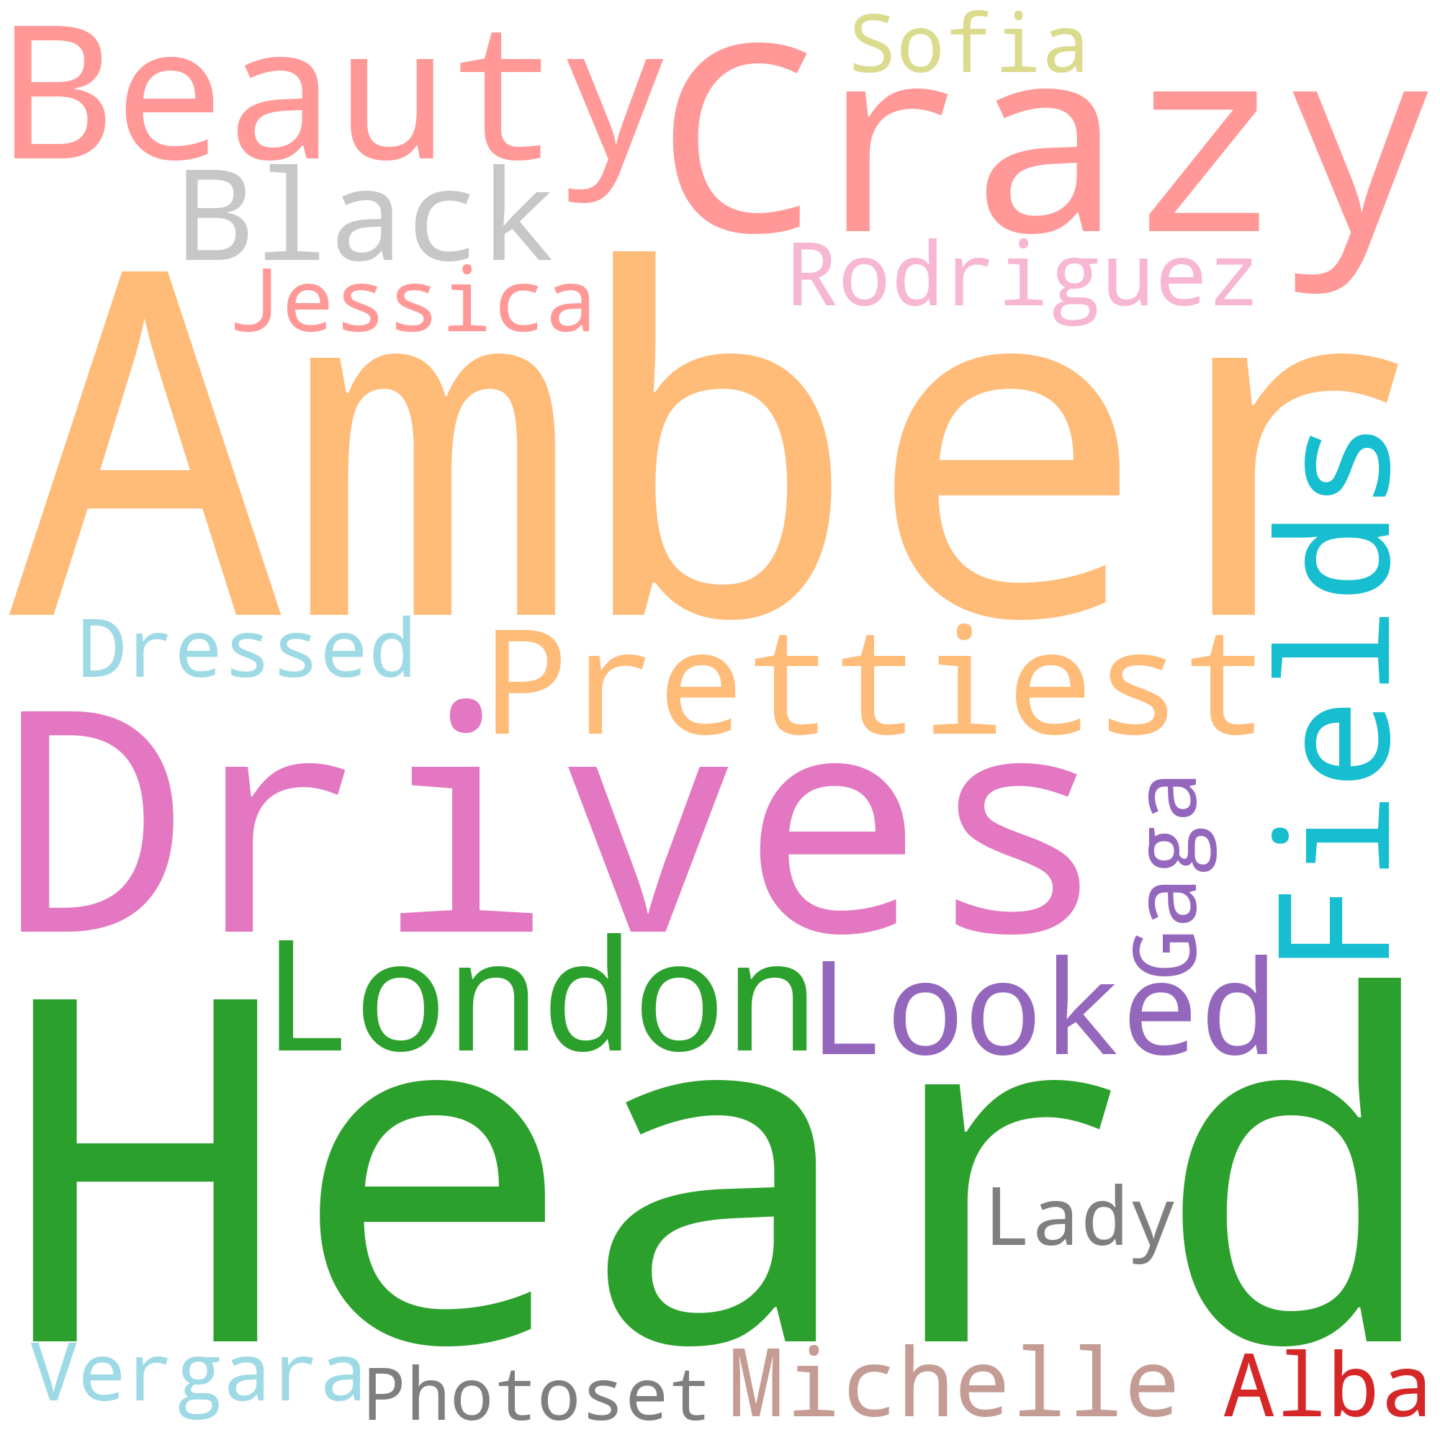 Beauty
Crazy
Sofia
Black
Jessica
Rodriguez
Amber
Fields
Dressed
Prettiest
Drives
Gaga
London
Looked
Heard
Lady
Vergara
Photoset
Michelle
Alba